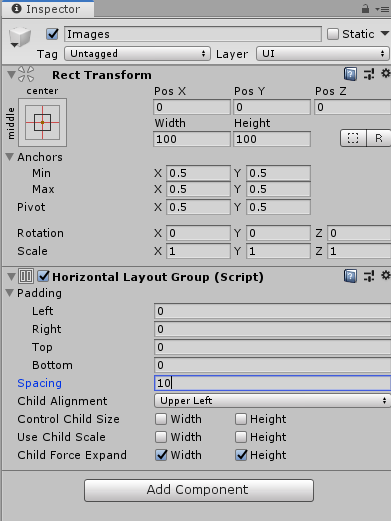 Inspector
Images Static
Tag Untagged Layer UI
Rect Transform
center Pos X Pos Y Pos Z
middle 0 0 0
Width Height
100 100 R
Anchors
Min X 0.5 Y 0.5
Max X 0.5 Y 0.5
Pivot X 0.5 Y 0.5
Rotation X 0 Y 0 Z 0
Scale X 1 Y 1 Z 1
Horizontal Layout Group (Script)
Padding
Left 0
Right 0
Top 0
Bottom 0
Spacing 10
Child Alignment Upper Left
Control Child Size Width Height
Use Child Scale Width Height
Child Force Expand Width Height
Add Component